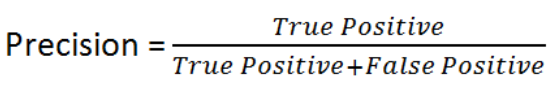 Precision = True Positive
True Positive+False Positive